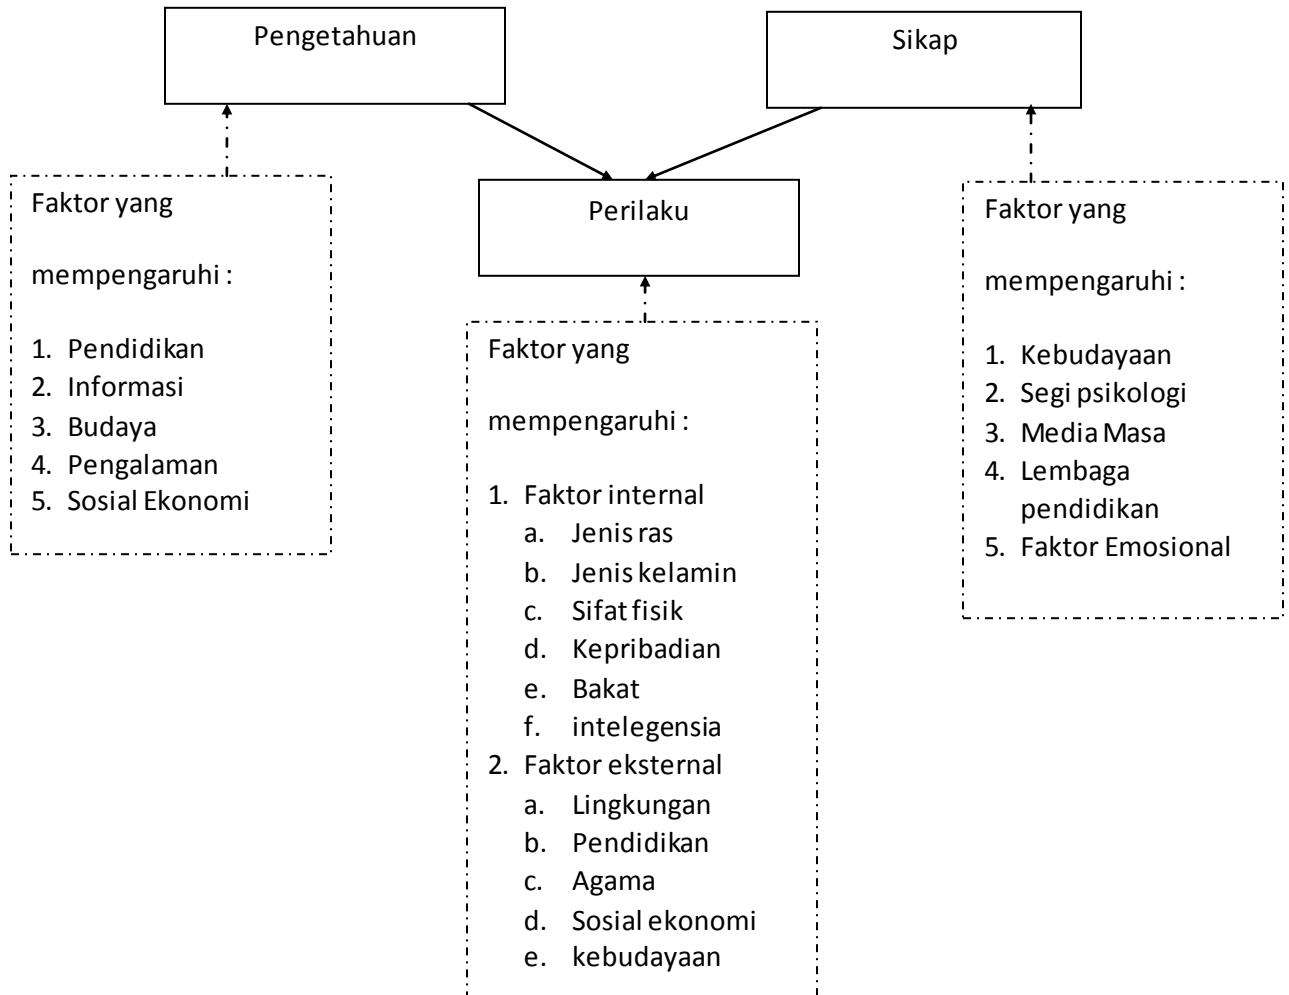 Pengetahuan
Sikap
Perilaku
Faktor yang
mempengaruhi :
1. Pendidikan
2. Informasi
3. Budaya
4. Pengalaman
5. Sosial Ekonomi
Faktor yang
mempengaruhi :
1. Faktor internal
a. Jenis ras
b. Jenis kelamin
c. Sifat fisik
d. Kepribadian
e. Bakat
f. intelegensia
2. Faktor eksternal
a. Lingkungan
b. Pendidikan
c. Agama
d. Sosial ekonomi
e. kebudayaan
Faktor yang
mempengaruhi :
1. Kebudayaan
2. Segi psikologi
3. Media Masa
4. Lembaga
pendidikan
5. Faktor Emosional